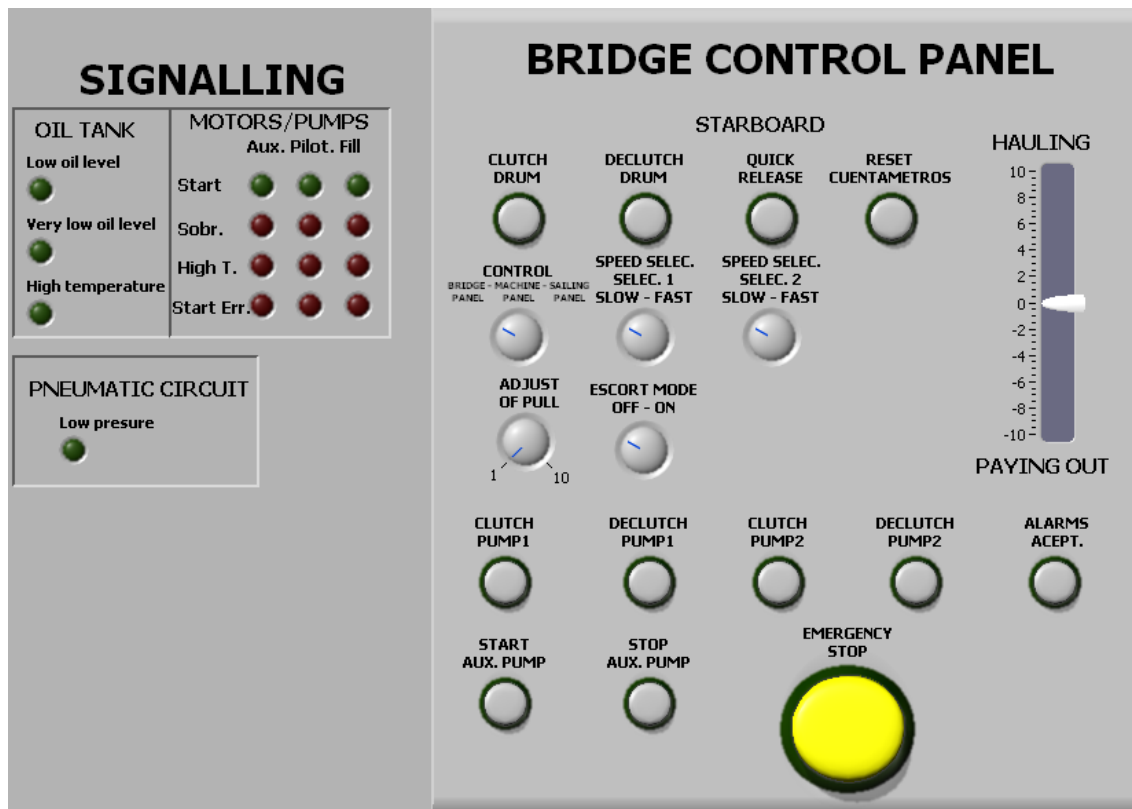 SIGNALLING
OIL TANK
Low oil level
Very low oil level
High temperature
MOTORS/PUMPS
Aux. Pilot. Fill
Start
Sobr.
High T.
Start Err.
PNEUMATIC CIRCUIT
Low presure
BRIDGE CONTROL PANEL
STARBOARD
CLUTCH
DRUM
DECLUTCH
DRUM
QUICK
RELEASE
RESET
CUENTAMETROS
CONTROL
BRIDGE - MACHINE - SAILING
PANEL PANEL PANEL
SPEED SELEC.
SELEC. 1
SLOW - FAST
SPEED SELEC.
SELEC. 2
SLOW - FAST
ADJUST
OF PULL
1 10
ESCORT MODE
OFF - ON
HAULING
10
8
6
4
2
0
-2
-4
-6
-8
-10
PAYING OUT
CLUTCH
PUMP1
DECLUTCH
PUMP1
CLUTCH
PUMP2
DECLUTCH
PUMP2
ALARMS
ACEPT.
START
AUX. PUMP
STOP
AUX. PUMP
EMERGENCY
STOP